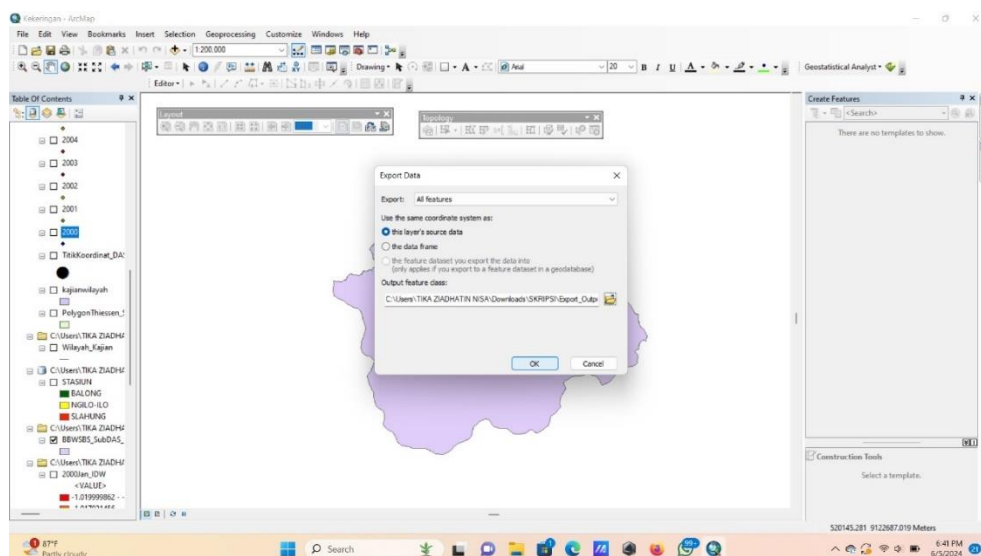 Kekeringan - ArcMap
File Edit View Bookmarks Insert Selection Geoprocessing Customize Windows Help
1:200.000
Drawing
Arial
20
B I U A
Geostatistical Analyst
Editor
Table Of Contents
Layout
Topology
Create Features
<Search>
There are no templates to show.
2004
2003
2002
2001
2000
TitikKoordinat_DA
kajianwilayah
PolygonThiessen_
C:\Users\TIKA ZIADHA
Wilayah_Kajian
C:\Users\TIKA ZIADHA
STASIUN
BALONG
NGILO-ILO
SLAHUNG
C:\Users\TIKA ZIADHA
BBWSBS_SubDAS_
C:\Users\TIKA ZIADHA
2000Jan_IDW
<VALUE>
-1.019999862 -
Export Data
Export: All features
Use the same coordinate system as:
this layer's source data
the data frame
the feature dataset you export the data into
(only applies if you export to a feature dataset in a geodatabase)
Output feature class:
C:\Users\TIKA ZIADHATIN NISA\Downloads\SKRIPSI\Export_Outp
OK Cancel
Construction Tools
Select a template.
520145.281 9122687.019 Meters
87°F
Partly cloudy
Search
99+
6:41 PM
6/5/2024